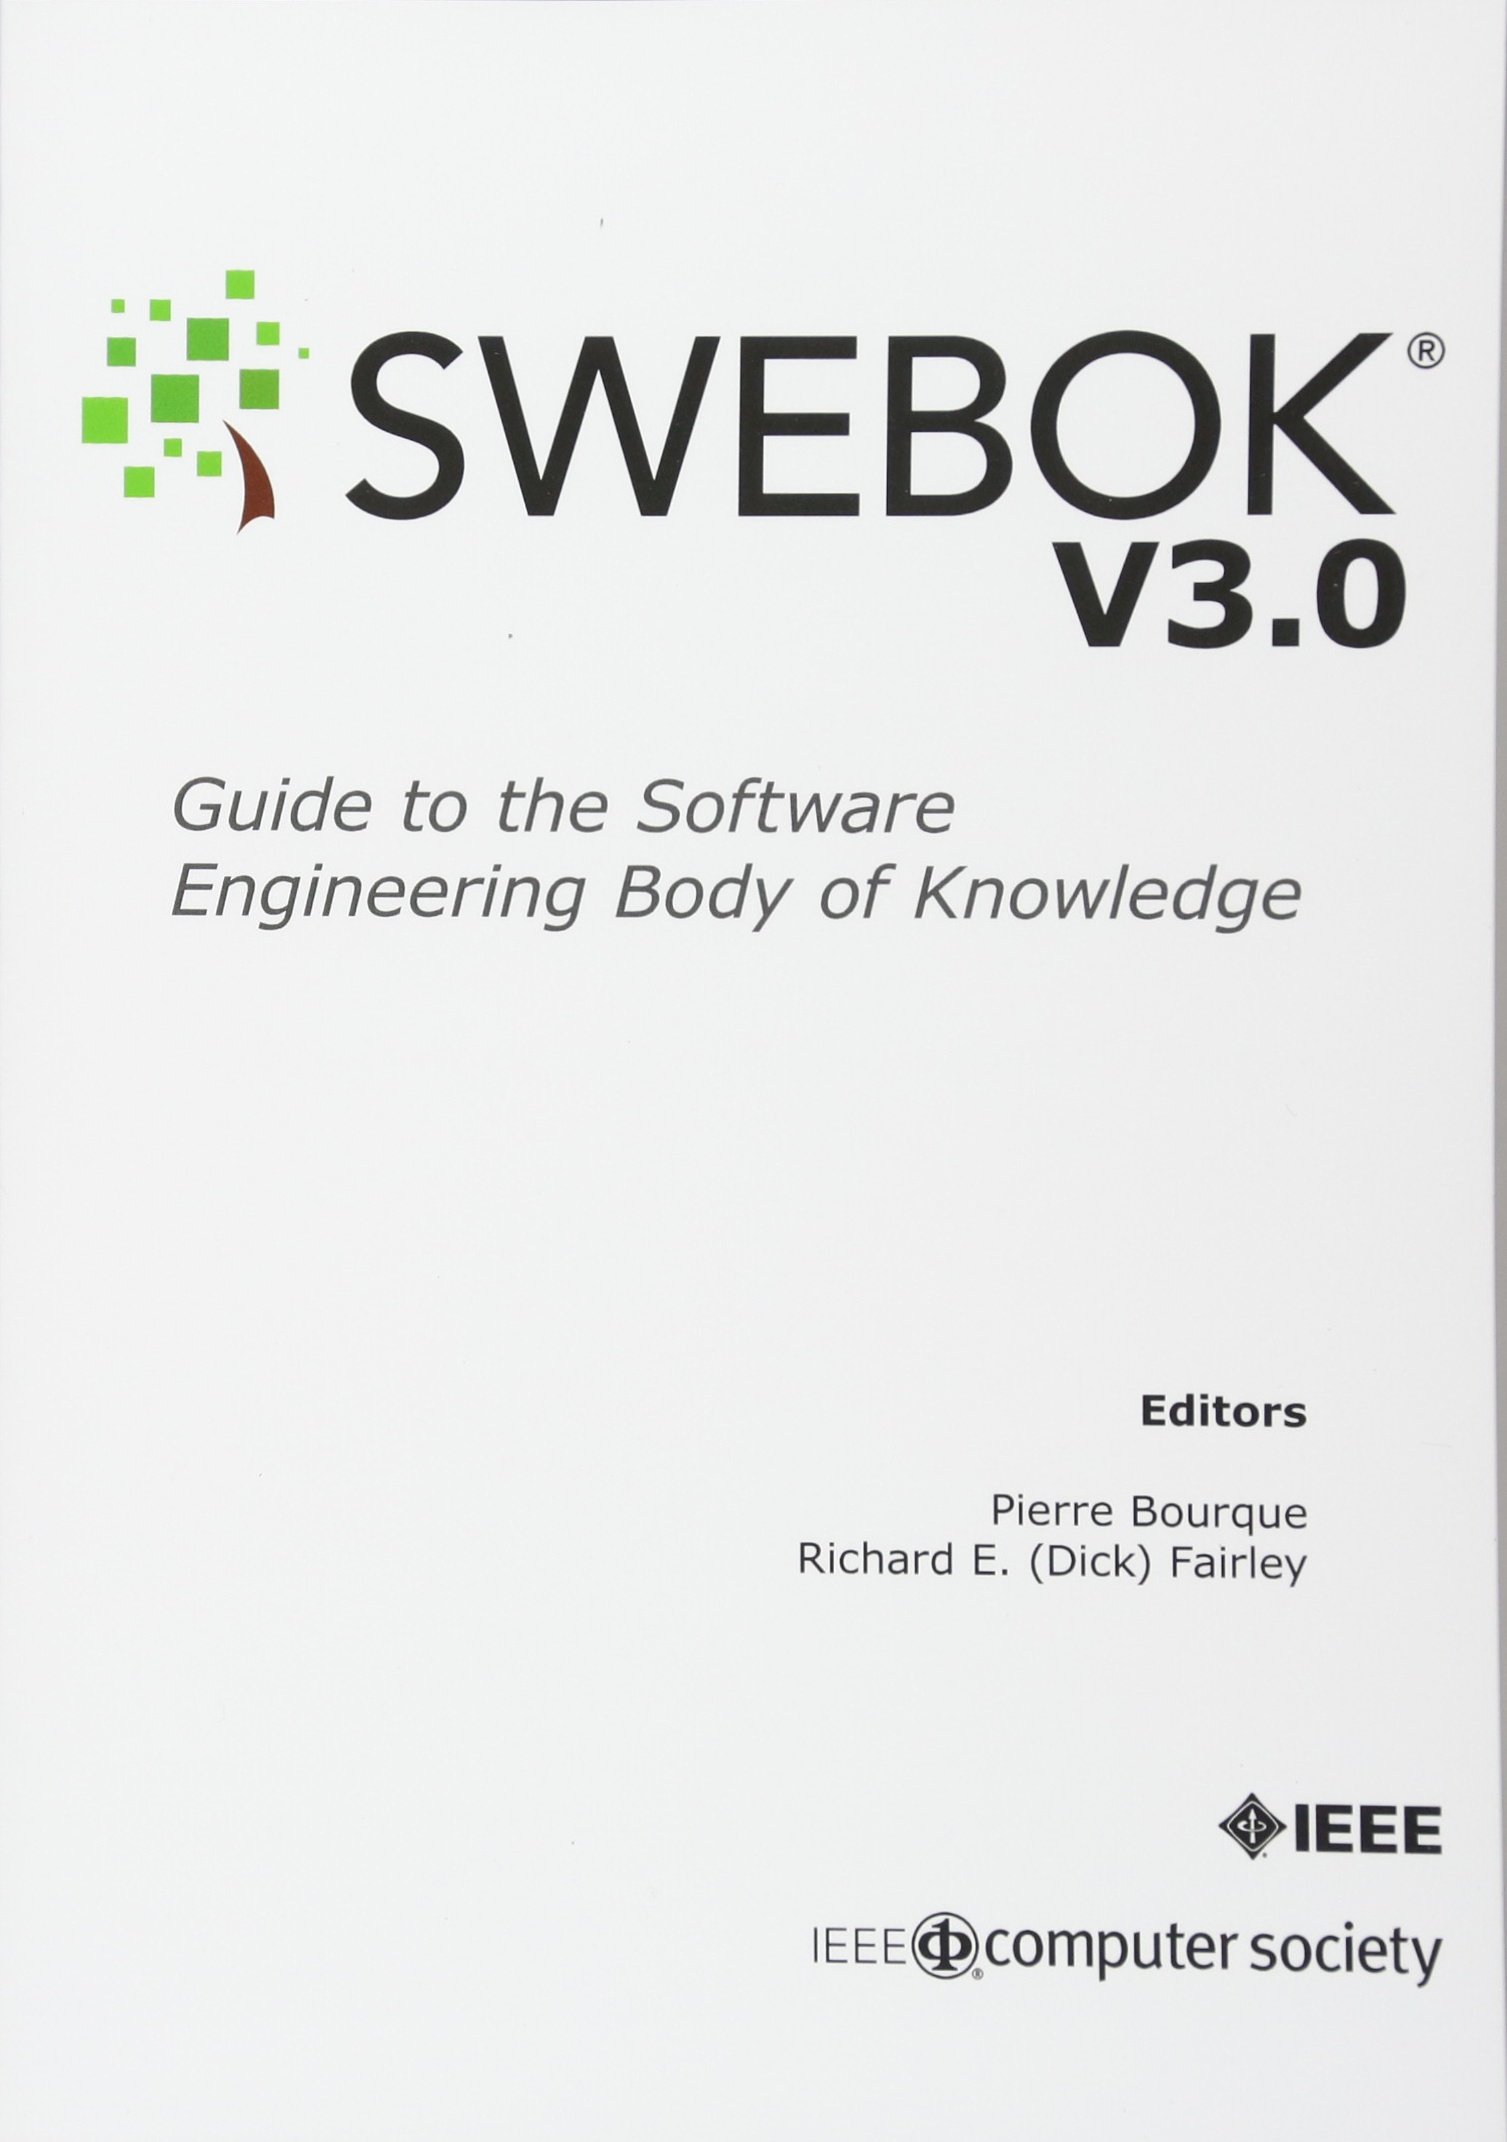 SWEBOK®
V3.0
Guide to the Software
Engineering Body of Knowledge
Editors
Pierre Bourque
Richard E. (Dick) Fairley
IEEE
IEEE computer society